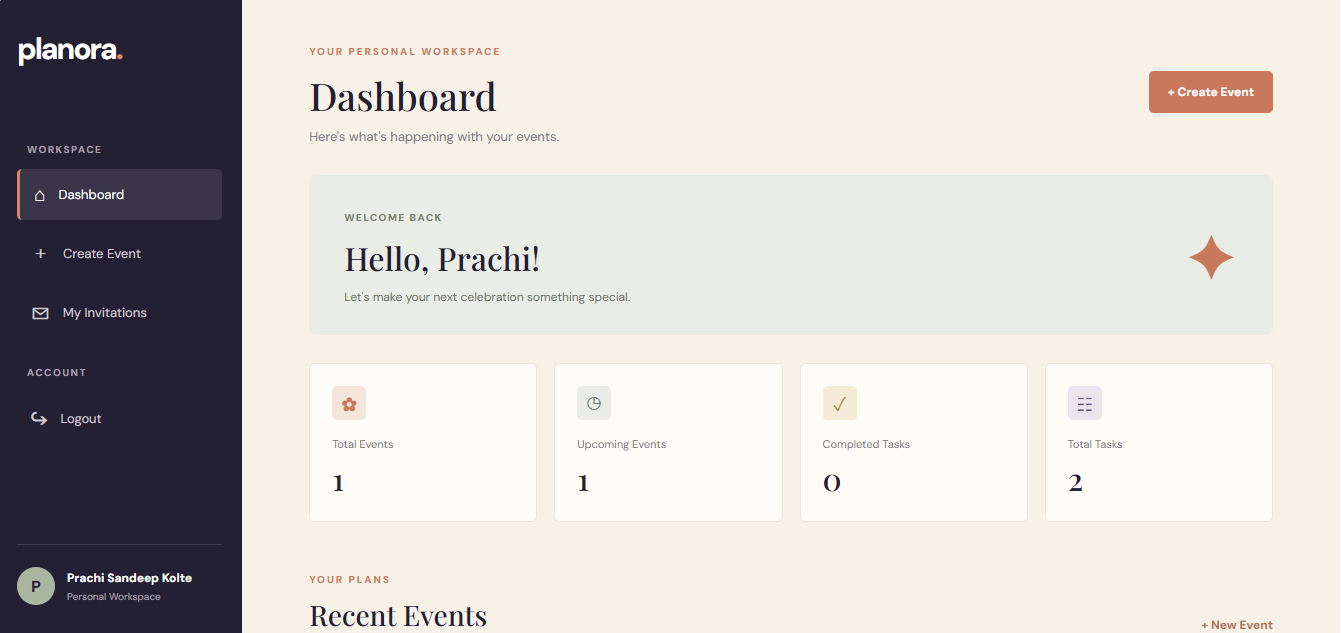 planora.
WORKSPACE
Dashboard
+ Create Event
My Invitations
ACCOUNT
Logout
P
Prachi Sandeep Kolte
Personal Workspace
YOUR PERSONAL WORKSPACE
Dashboard
Here's what's happening with your events.
+ Create Event
WELCOME BACK
Hello, Prachi!
Let's make your next celebration something special.
Total Events
1
Upcoming Events
1
Completed Tasks
0
Total Tasks
2
YOUR PLANS
Recent Events
+ New Event